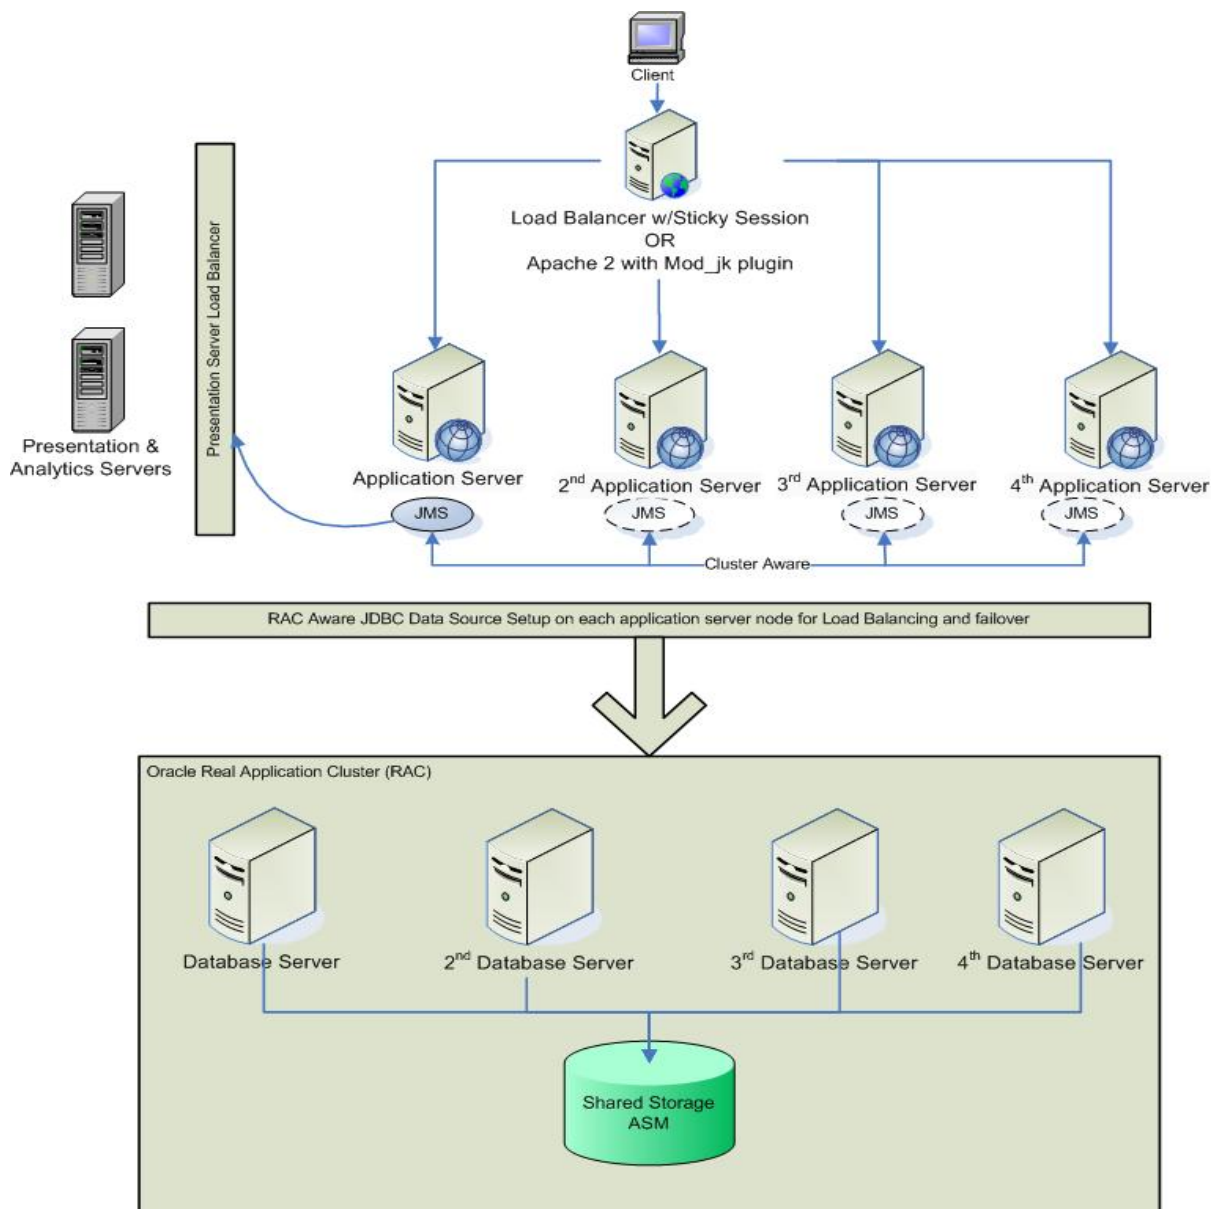 Client
Load Balancer w/Sticky Session
OR
Apache 2 with Mod_jk plugin
Presentation Server Load Balancer
Presentation &
Analytics Servers
Application Server
2nd Application Server
3rd Application Server
4th Application Server
JMS
JMS
JMS
JMS
Cluster Aware
RAC Aware JDBC Data Source Setup on each application server node for Load Balancing and failover
Oracle Real Application Cluster (RAC)
Database Server
2nd Database Server
3rd Database Server
4th Database Server
Shared Storage
ASM